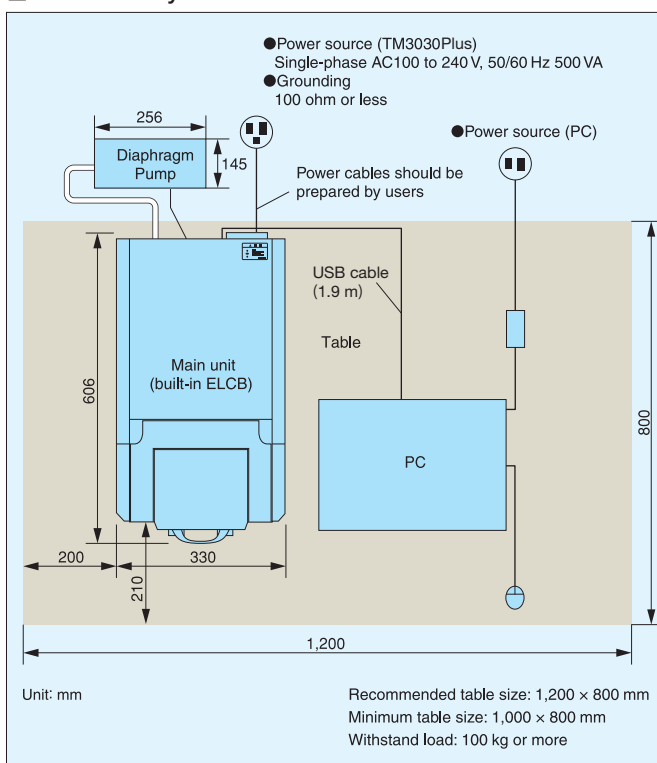 ●Power source (TM3030Plus)
Single-phase AC100 to 240 V, 50/60 Hz 500 VA
●Grounding
100 ohm or less
256
Diaphragm
Pump
145
●Power source (PC)
Power cables should be
prepared by users
USB cable
(1.9 m)
Table
Main unit
(built-in ELCB)
606
PC
800
200
330
210
1,200
Unit: mm
Recommended table size: 1,200 × 800 mm
Minimum table size: 1,000 × 800 mm
Withstand load: 100 kg or more